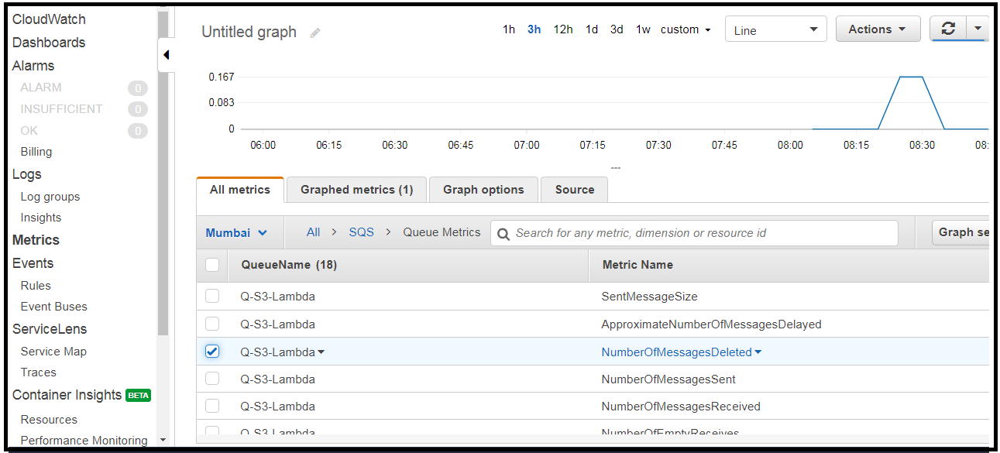 CloudWatch
Dashboards
Alarms
ALARM 0
INSUFFICIENT 0
OK 0
Billing
Logs
Log groups
Insights
Metrics
Events
Rules
Event Buses
ServiceLens
Service Map
Traces
Container Insights BETA
Resources
Performance Monitoring
Untitled graph
1h 3h 12h 1d 3d 1w custom
Line
Actions
0.167
0.083
0
06:00 06:15 06:30 06:45 07:00 07:15 07:30 07:45 08:00 08:15 08:30 08:
All metrics Graphed metrics (1) Graph options Source
Mumbai All > SQS > Queue Metrics Search for any metric, dimension or resource id Graph se
QueueName (18) Metric Name
Q-S3-Lambda SentMessageSize
Q-S3-Lambda ApproximateNumberOfMessagesDelayed
Q-S3-Lambda NumberOfMessagesDeleted
Q-S3-Lambda NumberOfMessagesSent
Q-S3-Lambda NumberOfMessagesReceived
Q-S3-Lambda NumberOfEmptyReceives